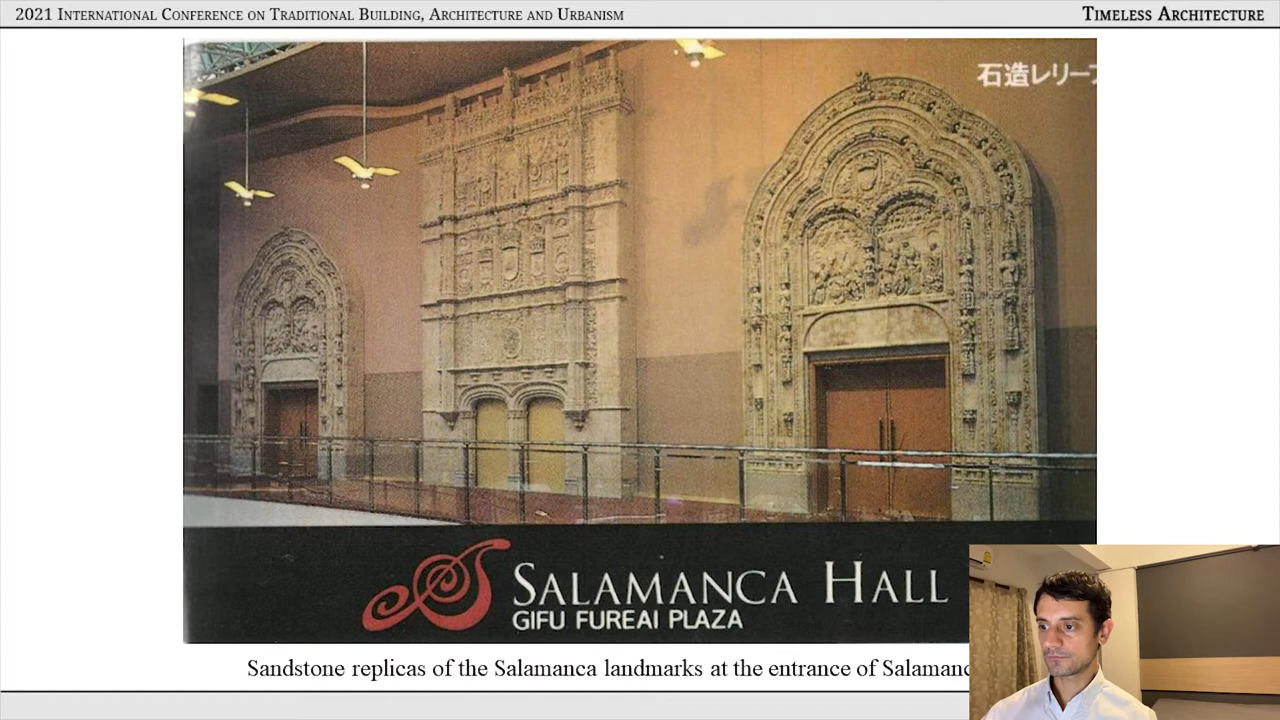 2021 International Conference on Traditional Building, Architecture and Urbanism
Timeless Architecture
石造レリー
SALAMANCA HALL
GIFU FUREAI PLAZA
Sandstone replicas of the Salamanca landmarks at the entrance of